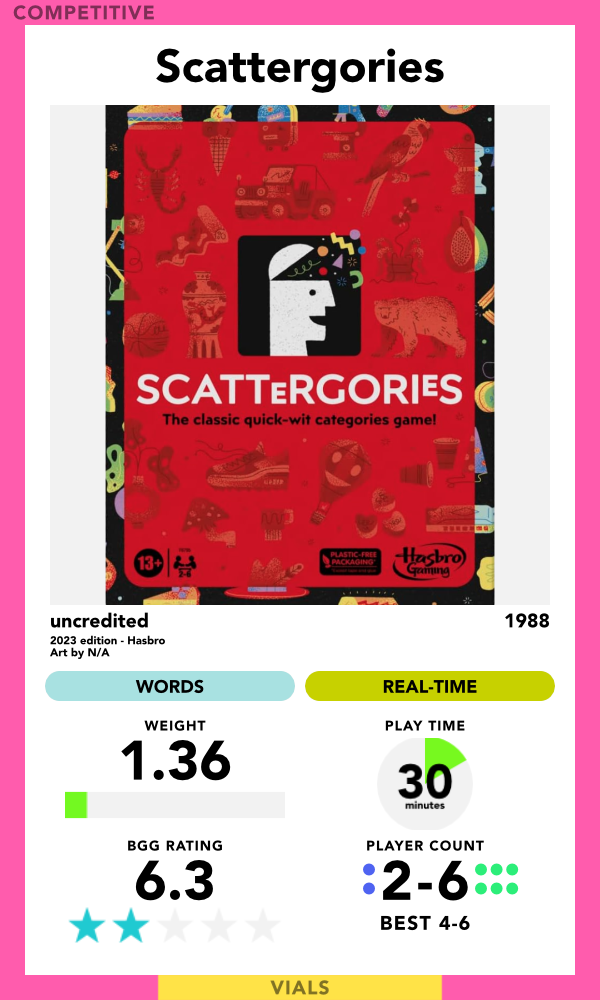 COMPETITIVE
Scattergories
SCATTERGORIES
The classic quick-wit categories game!
13+
2-6
PLASTIC-FREE
PACKAGING
Hasbro
Gaming
uncredited
1988
2023 edition - Hasbro
Art by N/A
WORDS
REAL-TIME
WEIGHT
1.36
PLAY TIME
30
minutes
BGG RATING
6.3
PLAYER COUNT
2-6
BEST 4-6
VIALS